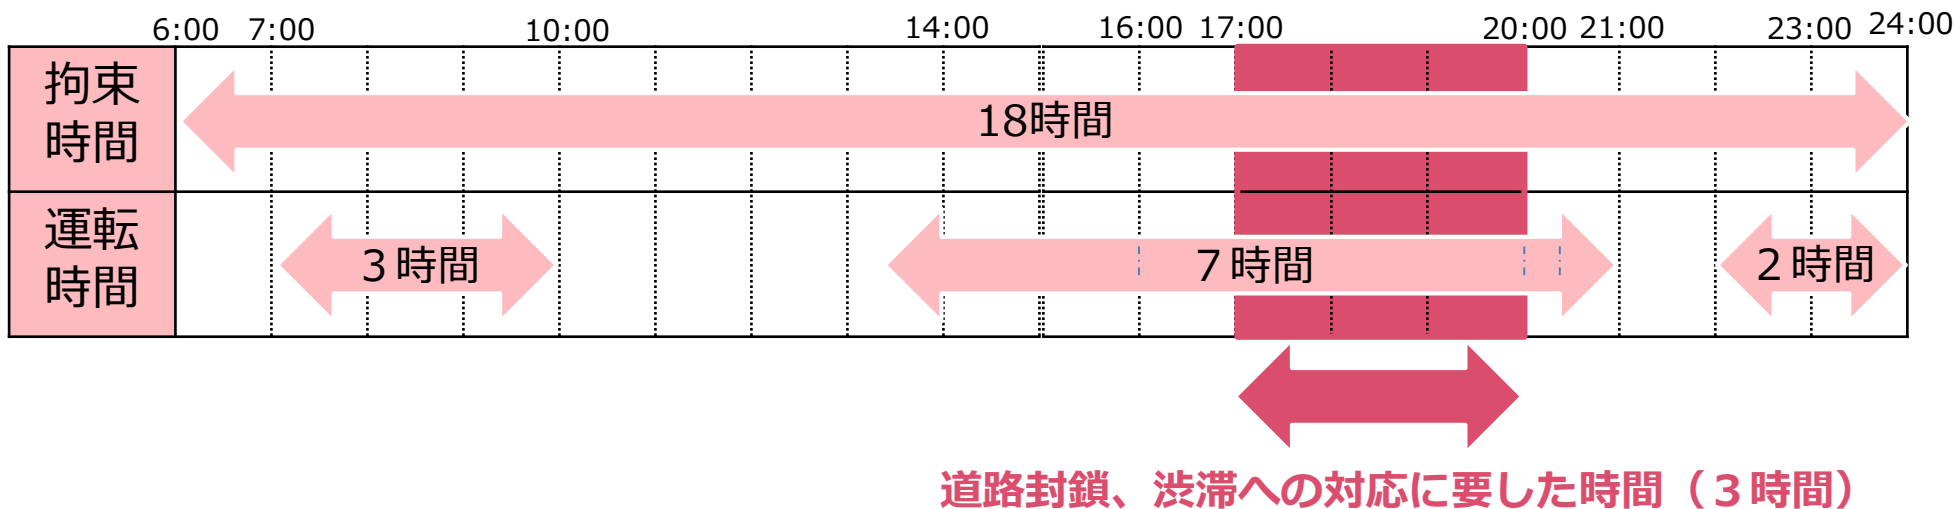 6:00 7:00 10:00 14:00 16:00 17:00 20:00 21:00 23:00 24:00
拘束
時間
18時間
運転
時間
３時間 ７時間 ２時間
道路封鎖、渋滞への対応に要した時間（３時間）